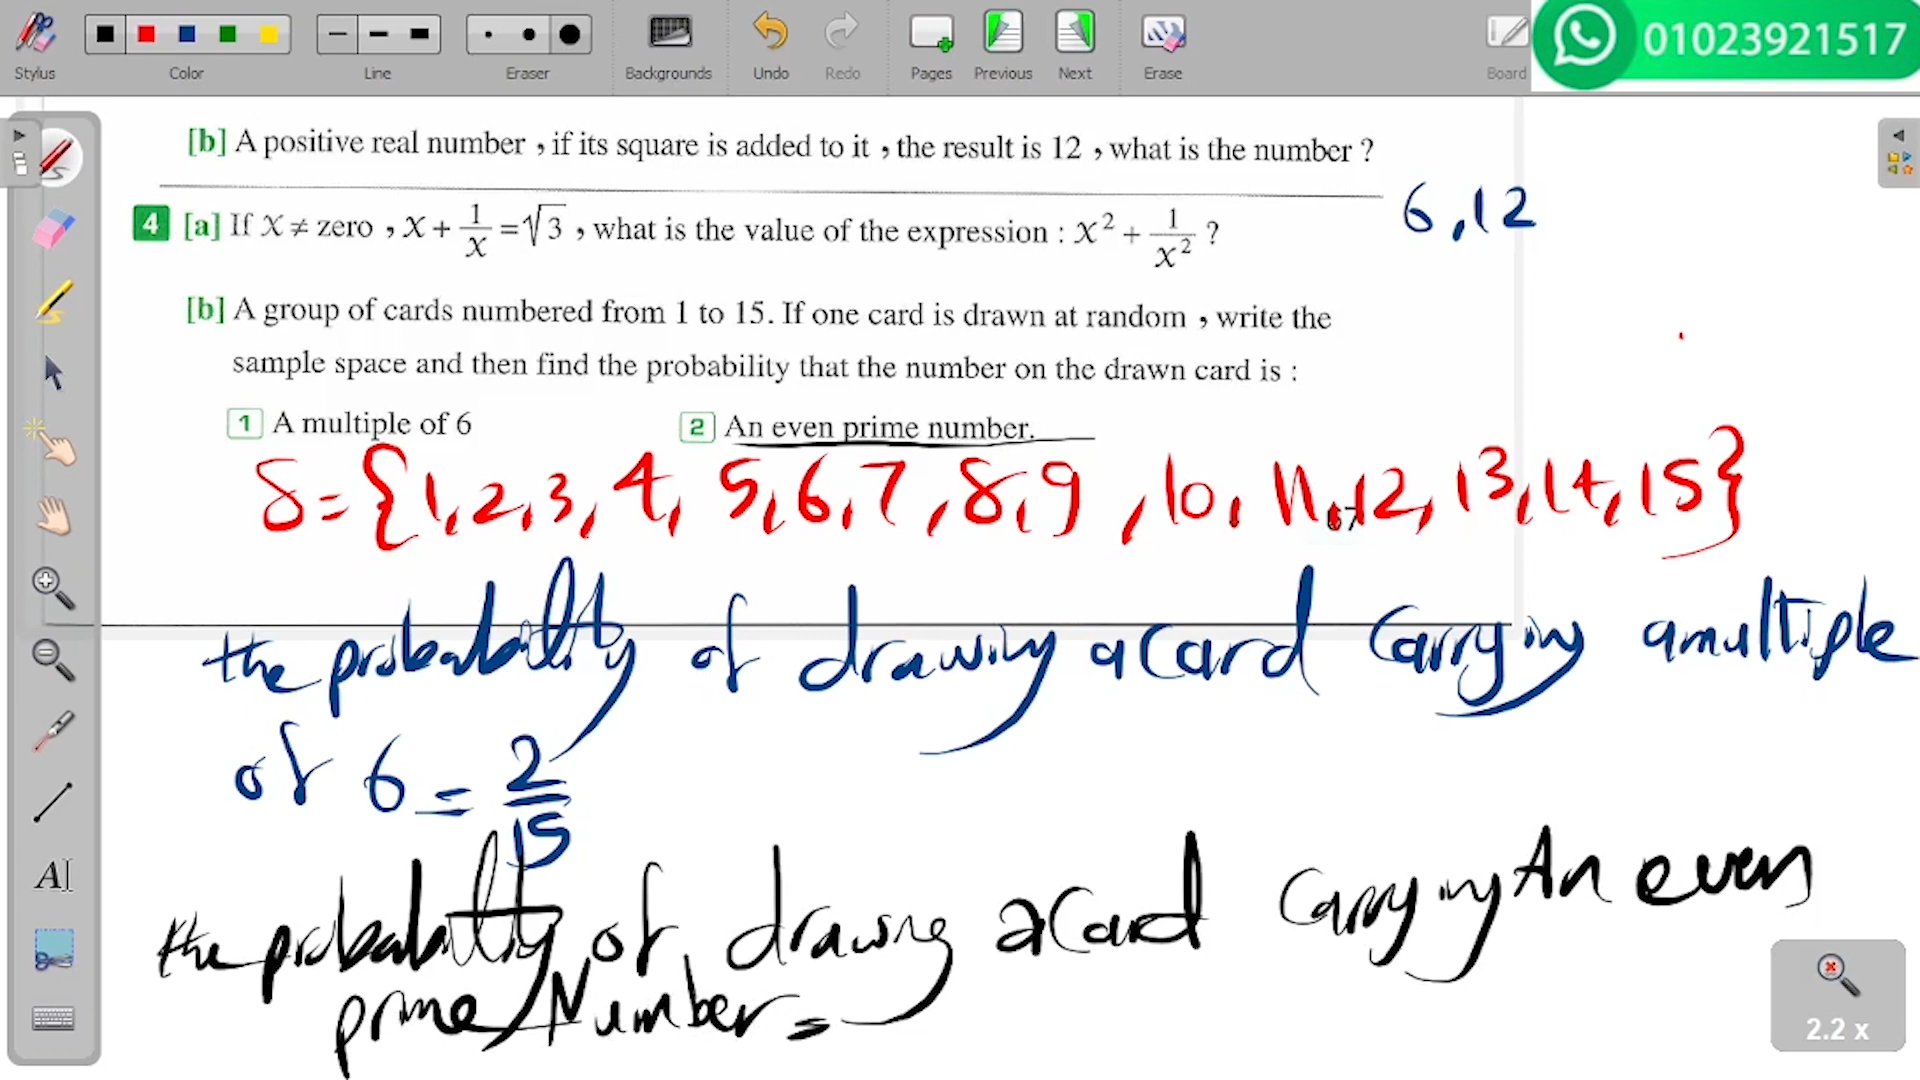 Stylus Color Line Eraser Backgrounds Undo Redo Pages Previous Next Erase Board 01023921517
[b] A positive real number , if its square is added to it , the result is 12 , what is the number ?
6,12
4 [a] If X ≠ zero , X + 1/X = √3 , what is the value of the expression : X² + 1/X² ?
[b] A group of cards numbered from 1 to 15. If one card is drawn at random , write the
sample space and then find the probability that the number on the drawn card is :
1 A multiple of 6 2 An even prime number.
S={1,2,3,4,5,6,7,8,9,10,11,12,13,14,15}
the probability of drawing a card carrying a multiple
of 6 = 2/15
the probability of drawing a card carrying An even
prime Number =
2.2 x